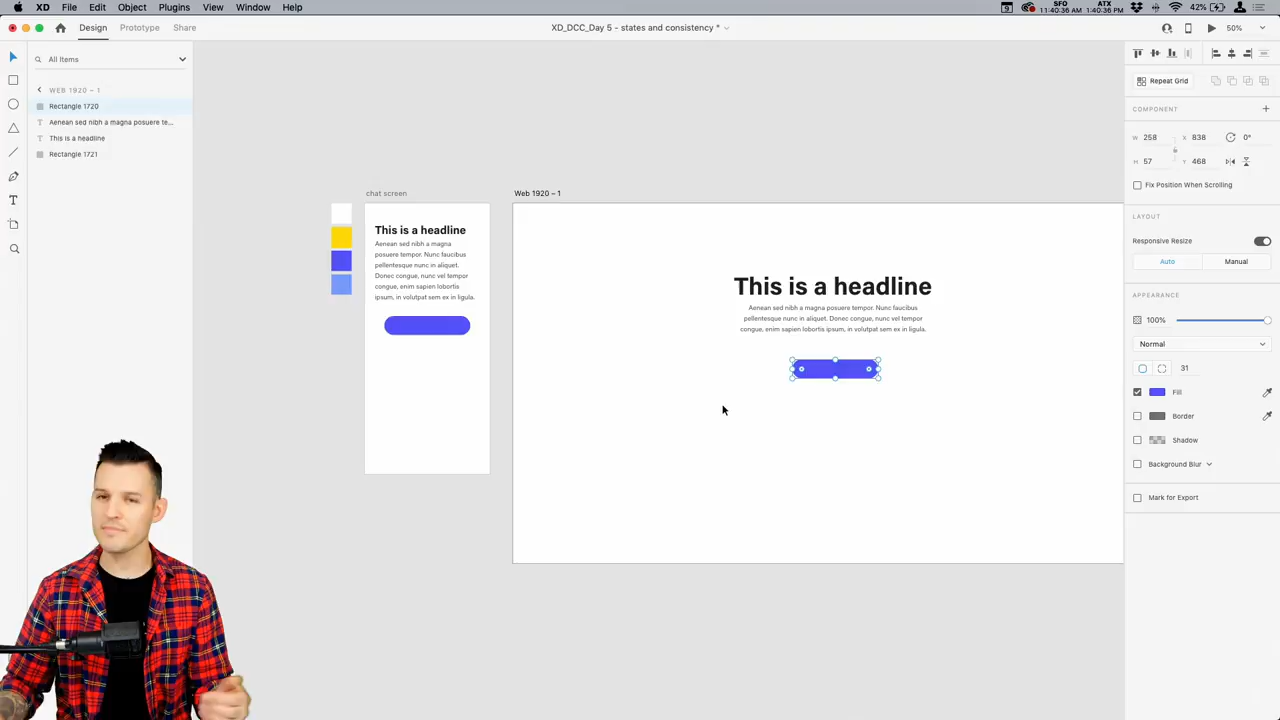 XD File Edit Object Plugins View Window Help
SFO ATX
11:40:36 AM 1:40:36 PM
42%
Design Prototype Share
XD_DCC_Day 5 - states and consistency *
50%
All Items
WEB 1920 – 1
Rectangle 1720
Aenean sed nibh a magna posuere te...
This is a headline
Rectangle 1721
chat screen
This is a headline
Aenean sed nibh a magna
posuere tempor. Nunc faucibus
pellentesque nunc in aliquet.
Donec congue, nunc vel tempor
congue, enim sapien lobortis
ipsum, in volutpat sem ex in ligula.
Web 1920 – 1
This is a headline
Aenean sed nibh a magna posuere tempor. Nunc faucibus
pellentesque nunc in aliquet. Donec congue, nunc vel tempor
congue, enim sapien lobortis ipsum, in volutpat sem ex in ligula.
Repeat Grid
COMPONENT
W 258 X 838 0°
H 57 Y 468
Fix Position When Scrolling
LAYOUT
Responsive Resize
Auto Manual
APPEARANCE
100%
Normal
31
Fill
Border
Shadow
Background Blur
Mark for Export